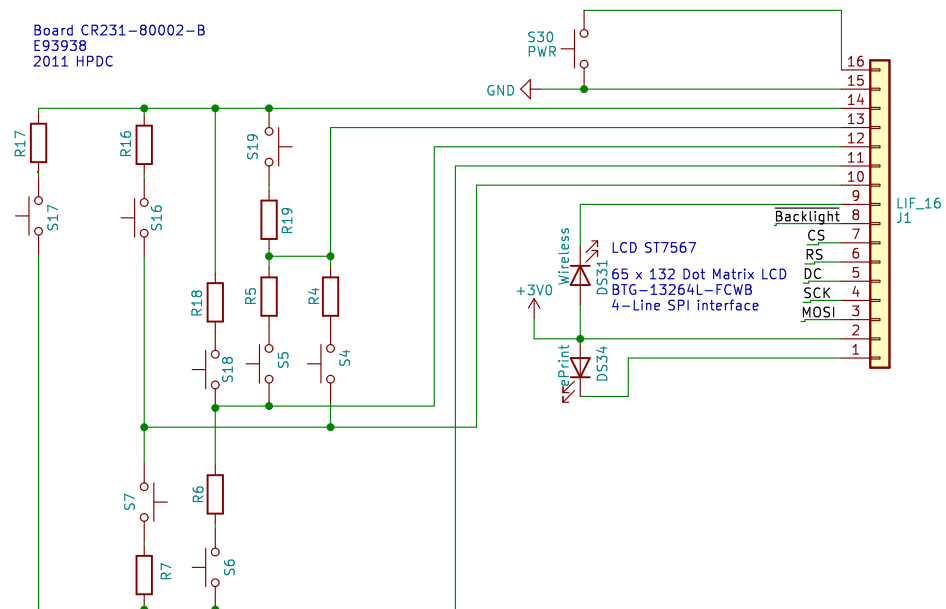 Board CR231-80002-B
E93938
2011 HPDC
S30
PWR
GND
16
15
14
13
12
11
10
9
8
7
6
5
4
3
2
1
LIF_16
J1
Backlight
CS
RS
DC
SCK
MOSI
R17
R16
S19
S17
S16
R19
R18
R5
R4
S18
S5
S4
Wireless
DS31
+3V0
LCD ST7567
65 x 132 Dot Matrix LCD
BTG-13264L-FCWB
4-Line SPI interface
ePrint
DS34
S7
R6
R7
S6